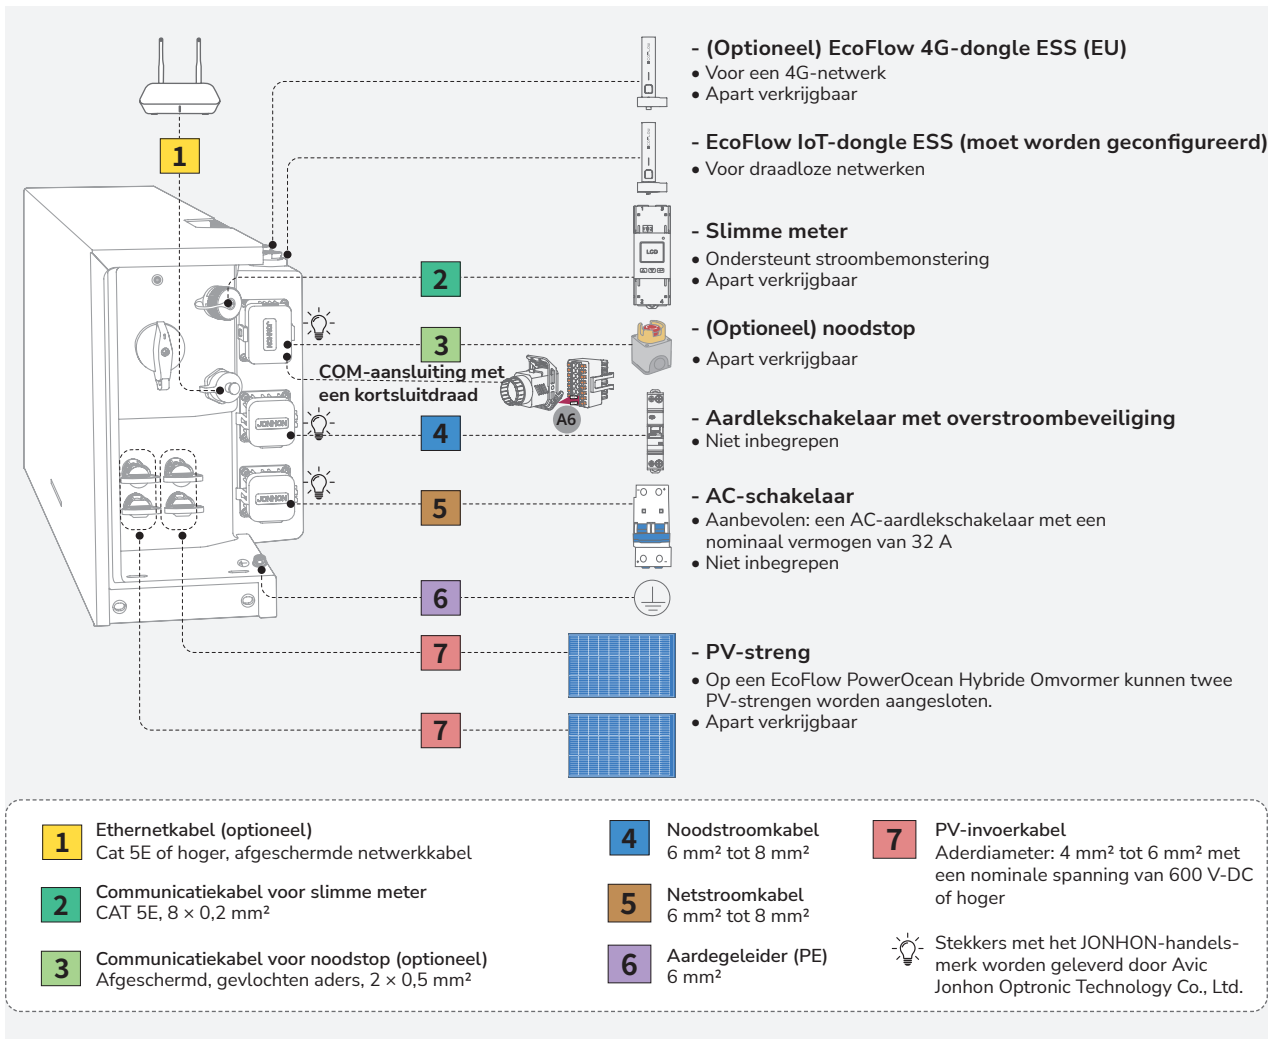 - (Optioneel) EcoFlow 4G-dongle ESS (EU)
• Voor een 4G-netwerk
• Apart verkrijgbaar
1
- EcoFlow IoT-dongle ESS (moet worden geconfigureerd)
• Voor draadloze netwerken
- Slimme meter
• Ondersteunt stroombemonstering
• Apart verkrijgbaar
LCD
2
- (Optioneel) noodstop
• Apart verkrijgbaar
3
JONHON
COM-aansluiting met
een kortsluitdraad
A6
- Aardlekschakelaar met overstroombeveiliging
• Niet inbegrepen
4
JONHON
- AC-schakelaar
• Aanbevolen: een AC-aardlekschakelaar met een
nominaal vermogen van 32 A
• Niet inbegrepen
5
JONHON
6
7
- PV-streng
• Op een EcoFlow PowerOcean Hybride Omvormer kunnen twee
PV-strengen worden aangesloten.
• Apart verkrijgbaar
7
1 Ethernetkabel (optioneel)
Cat 5E of hoger, afgeschermde netwerkkabel
2 Communicatiekabel voor slimme meter
CAT 5E, 8 × 0,2 mm²
3 Communicatiekabel voor noodstop (optioneel)
Afgeschermd, gevlochten aders, 2 × 0,5 mm²
4 Noodstroomkabel
6 mm² tot 8 mm²
5 Netstroomkabel
6 mm² tot 8 mm²
6 Aardegeleider (PE)
6 mm²
7 PV-invoerkabel
Aderdiameter: 4 mm² tot 6 mm² met
een nominale spanning van 600 V-DC
of hoger
Stekkers met het JONHON-handels-
merk worden geleverd door Avic
Jonhon Optronic Technology Co., Ltd.